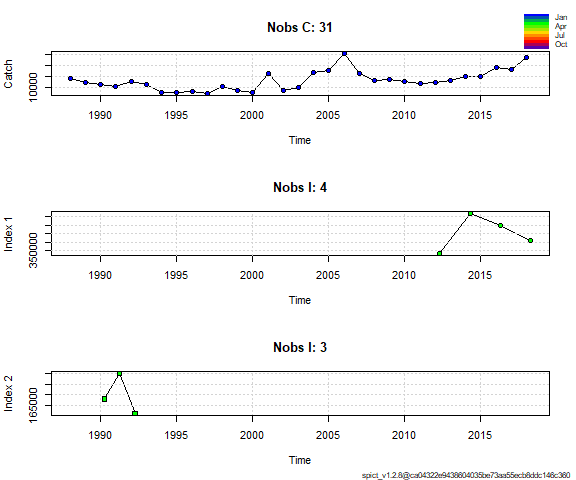 Nobs C: 31
Jan
Apr
Jul
Oct
Catch
10000
1990 1995 2000 2005 2010 2015
Time
Nobs I: 4
Index 1
350000
1990 1995 2000 2005 2010 2015
Time
Nobs I: 3
Index 2
165000
1990 1995 2000 2005 2010 2015
Time
spict_v1.2.8@ca04322e9438604035be73aa55ecb6ddc146c360